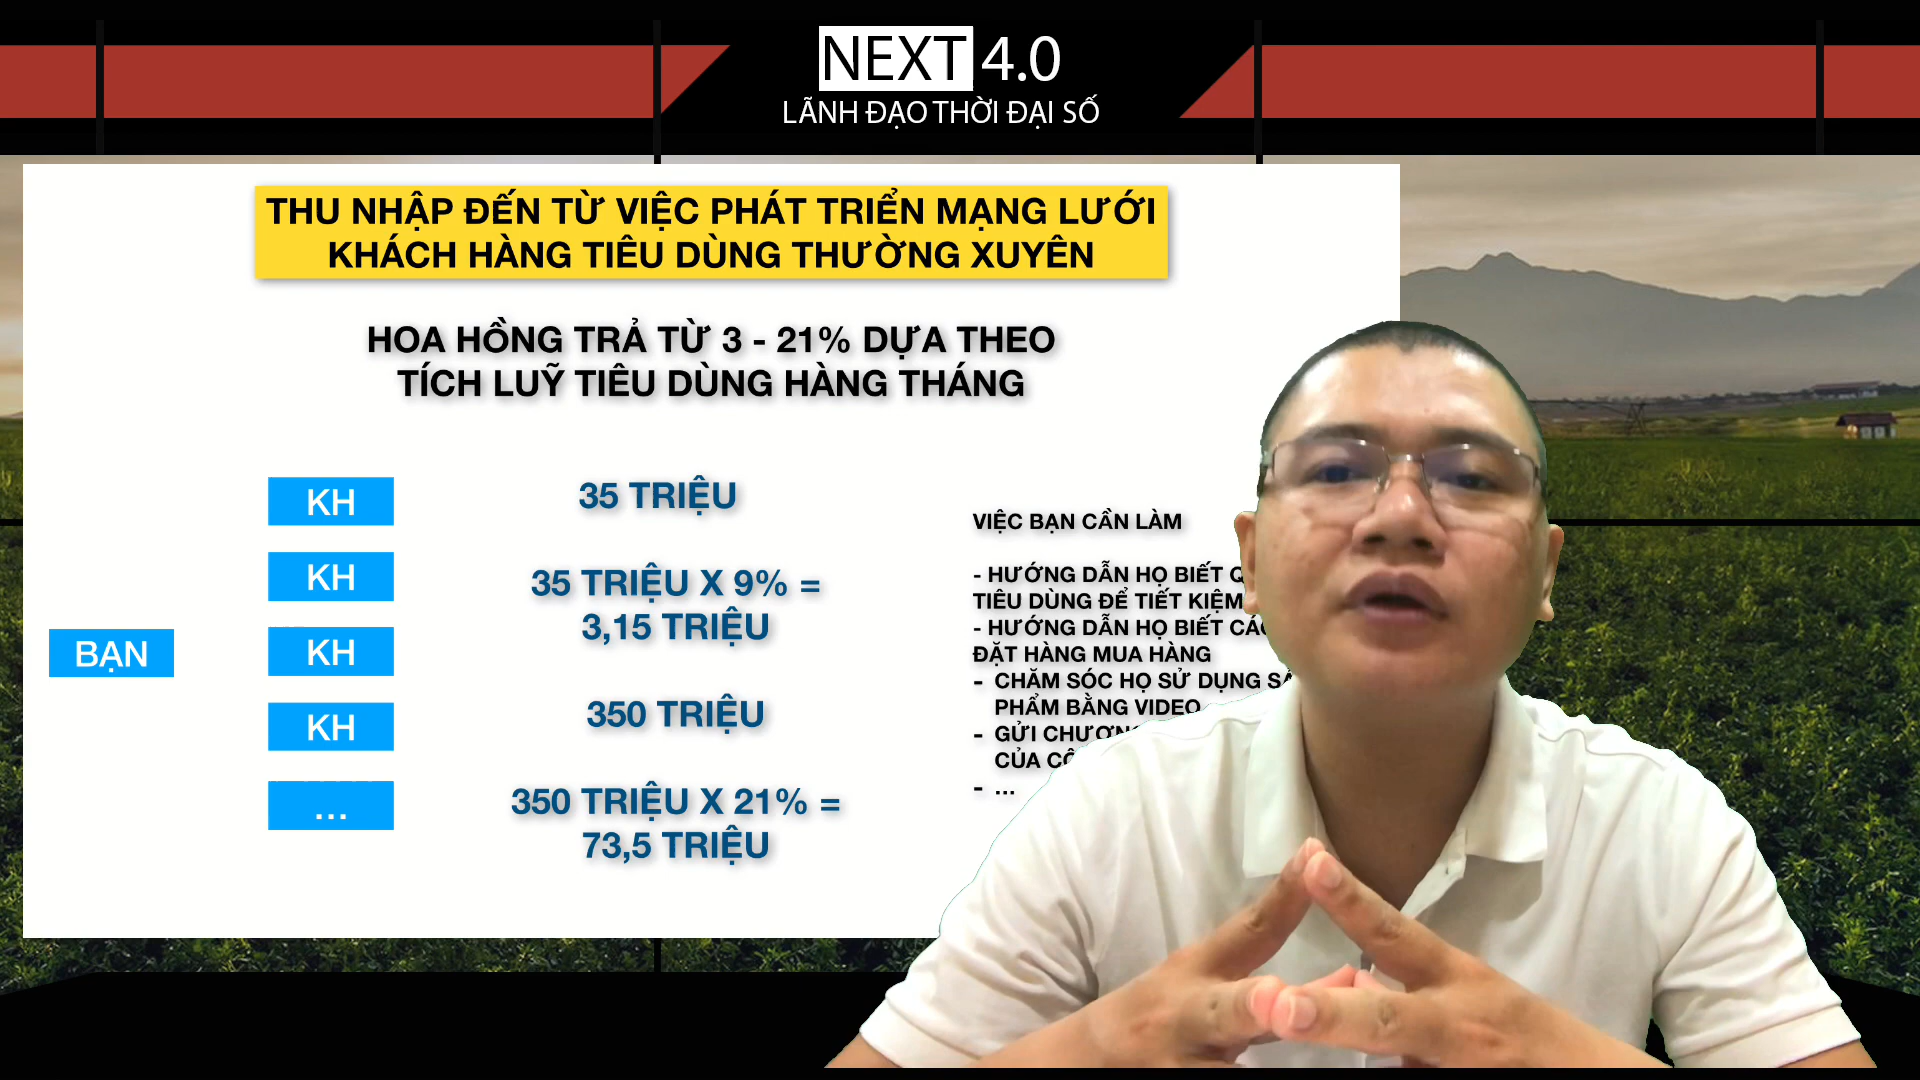 NEXT 4.0
LÃNH ĐẠO THỜI ĐẠI SỐ
THU NHẬP ĐẾN TỪ VIỆC PHÁT TRIỂN MẠNG LƯỚI
KHÁCH HÀNG TIÊU DÙNG THƯỜNG XUYÊN
HOA HỒNG TRẢ TỪ 3 - 21% DỰA THEO
TÍCH LUỸ TIÊU DÙNG HÀNG THÁNG
BẠN
KH
KH
KH
KH
...
35 TRIỆU
35 TRIỆU X 9% =
3,15 TRIỆU
350 TRIỆU
350 TRIỆU X 21% =
73,5 TRIỆU
VIỆC BẠN CẦN LÀM
- HƯỚNG DẪN HỌ BIẾT
TIÊU DÙNG ĐỂ TIẾT KIỆM
- HƯỚNG DẪN HỌ BIẾT
ĐẶT HÀNG MUA HÀNG
- CHĂM SÓC HỌ SỬ DỤNG
PHẨM BẰNG VIDEO
- GỬI
CỦA
- ...